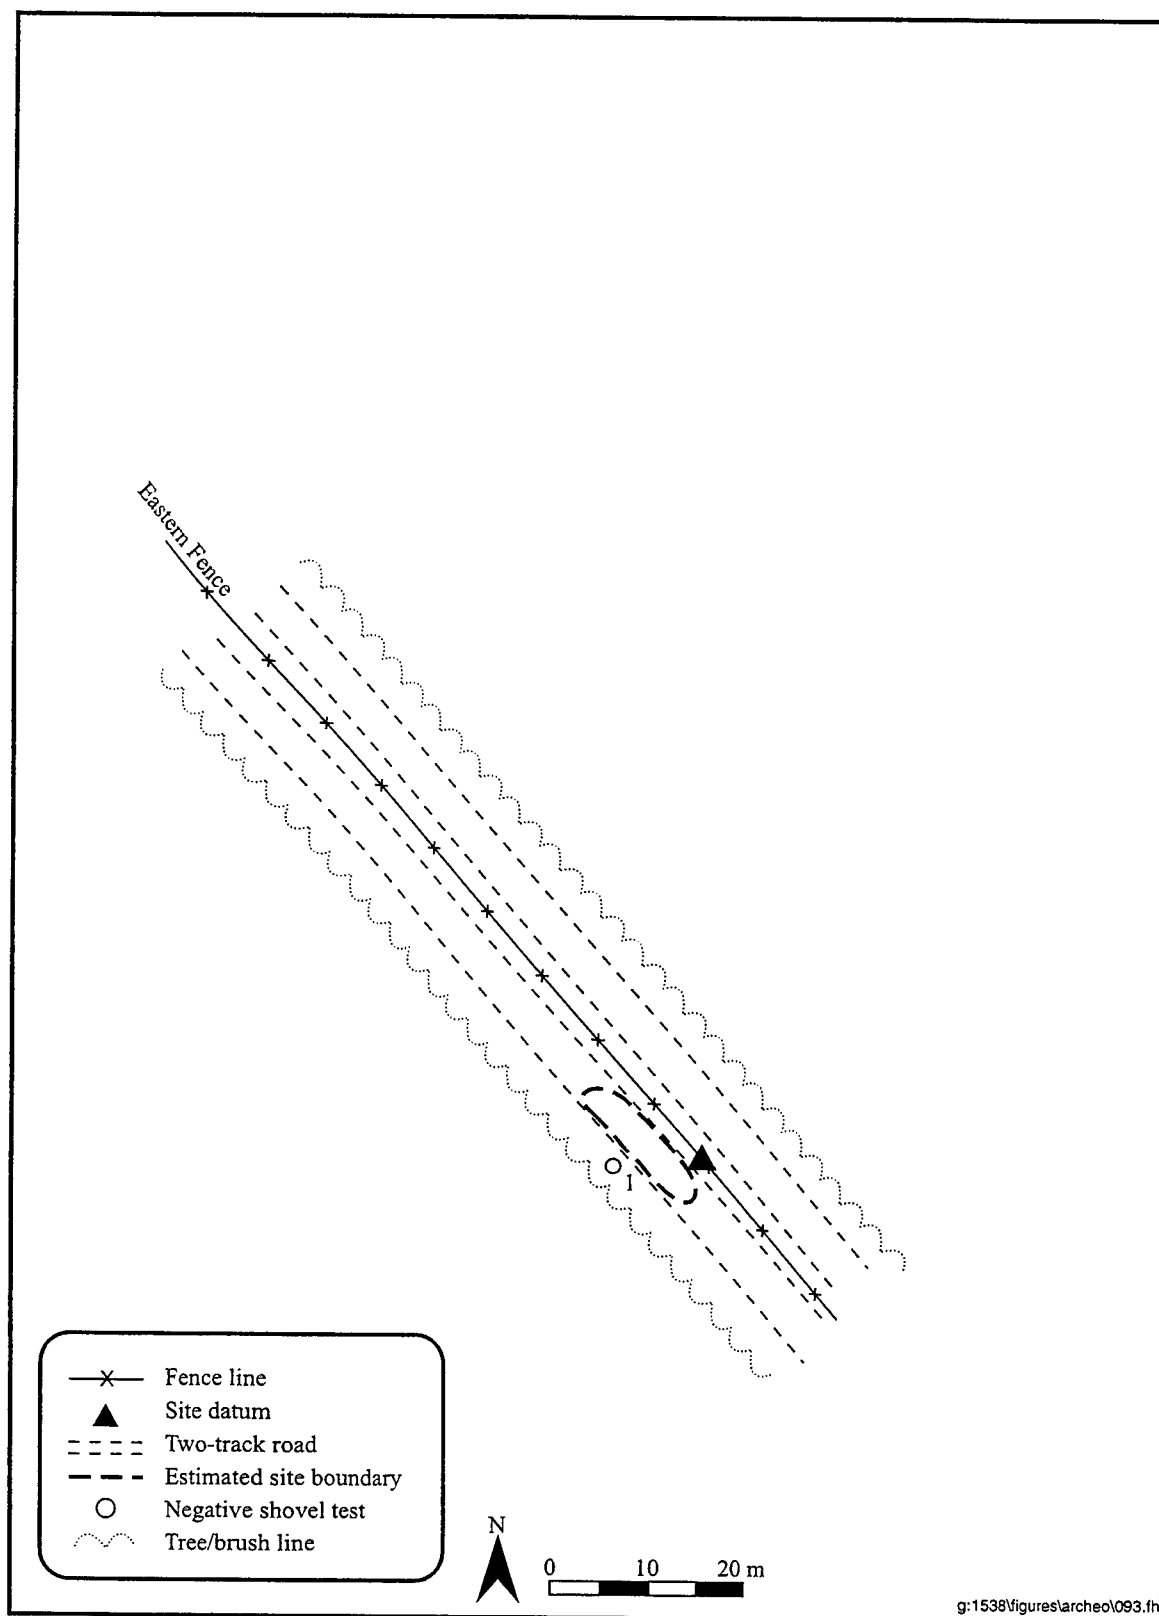 Eastern Fence
1
Fence line
Site datum
Two-track road
Estimated site boundary
Negative shovel test
Tree/brush line
N
0 10 20 m
g:1538\figures\archeo\093.fh